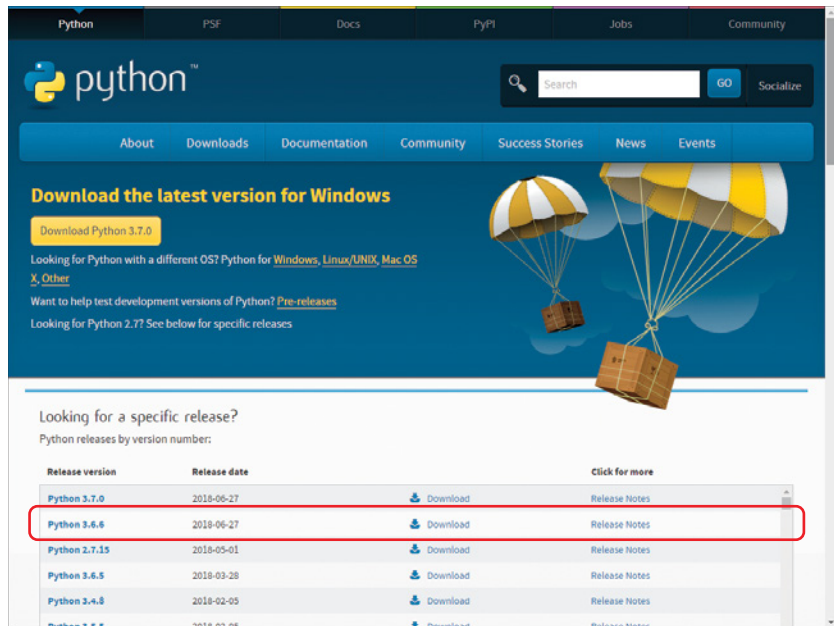 Python PSF Docs PyPI Jobs Community
python™
Search GO Socialize
About Downloads Documentation Community Success Stories News Events
Download the latest version for Windows
Download Python 3.7.0
Looking for Python with a different OS? Python for Windows, Linux/UNIX, Mac OS
X, Other
Want to help test development versions of Python? Pre-releases
Looking for Python 2.7? See below for specific releases
Looking for a specific release?
Python releases by version number:
Release version Release date Click for more
Python 3.7.0 2018-06-27 Download Release Notes
Python 3.6.6 2018-06-27 Download Release Notes
Python 2.7.15 2018-05-01 Download Release Notes
Python 3.6.5 2018-03-28 Download Release Notes
Python 3.4.8 2018-02-05 Download Release Notes